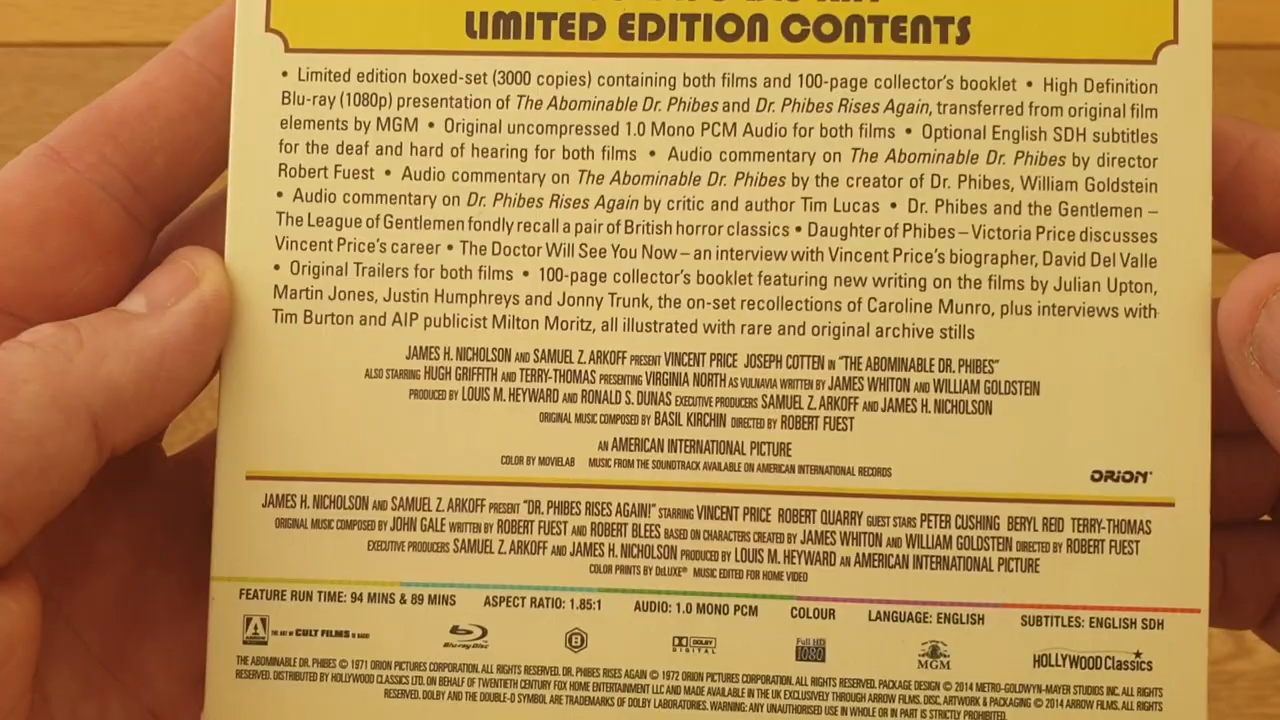 LIMITED EDITION CONTENTS
• Limited edition boxed-set (3000 copies) containing both films and 100-page collector's booklet • High Definition
Blu-ray (1080p) presentation of The Abominable Dr. Phibes and Dr. Phibes Rises Again, transferred from original film
elements by MGM • Original uncompressed 1.0 Mono PCM Audio for both films • Optional English SDH subtitles
for the deaf and hard of hearing for both films • Audio commentary on The Abominable Dr. Phibes by director
Robert Fuest • Audio commentary on The Abominable Dr. Phibes by the creator of Dr. Phibes, William Goldstein
• Audio commentary on Dr. Phibes Rises Again by critic and author Tim Lucas • Dr. Phibes and the Gentlemen –
The League of Gentlemen fondly recall a pair of British horror classics • Daughter of Phibes – Victoria Price discusses
Vincent Price's career • The Doctor Will See You Now – an interview with Vincent Price's biographer, David Del Valle
• Original Trailers for both films • 100-page collector's booklet featuring new writing on the films by Julian Upton,
Martin Jones, Justin Humphreys and Jonny Trunk, the on-set recollections of Caroline Munro, plus interviews with
Tim Burton and AIP publicist Milton Moritz, all illustrated with rare and original archive stills
JAMES H. NICHOLSON AND SAMUEL Z. ARKOFF PRESENT VINCENT PRICE JOSEPH COTTEN IN "THE ABOMINABLE DR. PHIBES"
ALSO STARRING HUGH GRIFFITH AND TERRY-THOMAS PRESENTING VIRGINIA NORTH AS VULNAVIA WRITTEN BY JAMES WHITON AND WILLIAM GOLDSTEIN
PRODUCED BY LOUIS M. HEYWARD AND RONALD S. DUNAS EXECUTIVE PRODUCERS SAMUEL Z. ARKOFF AND JAMES H. NICHOLSON
ORIGINAL MUSIC COMPOSED BY BASIL KIRCHIN DIRECTED BY ROBERT FUEST
AN AMERICAN INTERNATIONAL PICTURE
COLOR BY MOVIELAB MUSIC FROM THE SOUNDTRACK AVAILABLE ON AMERICAN INTERNATIONAL RECORDS
ORION
JAMES H. NICHOLSON AND SAMUEL Z. ARKOFF PRESENT "DR. PHIBES RISES AGAIN!" STARRING VINCENT PRICE ROBERT QUARRY GUEST STARS PETER CUSHING BERYL REID TERRY-THOMAS
ORIGINAL MUSIC COMPOSED BY JOHN GALE WRITTEN BY ROBERT FUEST AND ROBERT BLEES BASED ON CHARACTERS CREATED BY JAMES WHITON AND WILLIAM GOLDSTEIN DIRECTED BY ROBERT FUEST
EXECUTIVE PRODUCERS SAMUEL Z. ARKOFF AND JAMES H. NICHOLSON PRODUCED BY LOUIS M. HEYWARD AN AMERICAN INTERNATIONAL PICTURE
COLOR PRINTS BY DeLUXE® MUSIC EDITED FOR HOME VIDEO
FEATURE RUN TIME: 94 MINS & 89 MINS ASPECT RATIO: 1.85:1 AUDIO: 1.0 MONO PCM COLOUR LANGUAGE: ENGLISH SUBTITLES: ENGLISH SDH
CULT FILMS Blu-ray Disc B DOLBY DIGITAL Full HD 1080 MGM HOLLYWOOD Classics
THE ABOMINABLE DR. PHIBES © 1971 ORION PICTURES CORPORATION. ALL RIGHTS RESERVED. DR. PHIBES RISES AGAIN © 1972 ORION PICTURES CORPORATION. ALL RIGHTS RESERVED. PACKAGE DESIGN © 2014 METRO-GOLDWYN-MAYER STUDIOS INC. ALL RIGHTS
RESERVED. DISTRIBUTED BY HOLLYWOOD CLASSICS LTD. ON BEHALF OF TWENTIETH CENTURY FOX HOME ENTERTAINMENT LLC AND MADE AVAILABLE IN THE UK EXCLUSIVELY THROUGH ARROW FILMS. DISC, ARTWORK & PACKAGING © 2014 ARROW FILMS. ALL RIGHTS
RESERVED. DOLBY AND THE DOUBLE-D SYMBOL ARE TRADEMARKS OF DOLBY LABORATORIES. WARNING: ANY UNAUTHORISED USE IN WHOLE OR IN PART IS STRICTLY PROHIBITED.